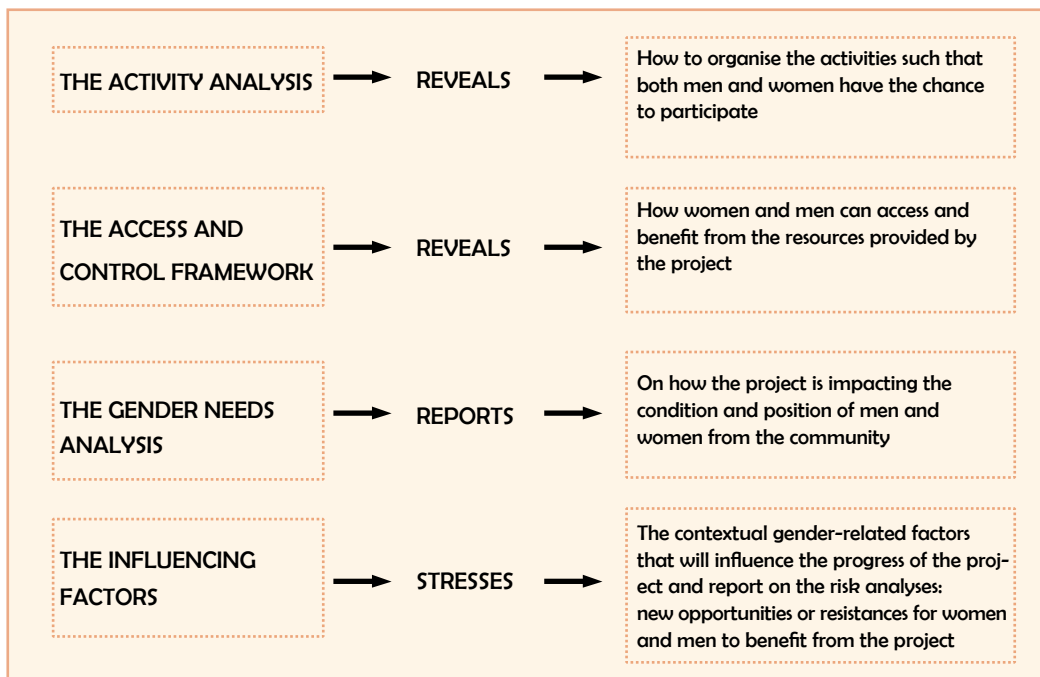 THE ACTIVITY ANALYSIS
REVEALS
How to organise the activities such that
both men and women have the chance
to participate
THE ACCESS AND
CONTROL FRAMEWORK
REVEALS
How women and men can access and
benefit from the resources provided by
the project
THE GENDER NEEDS
ANALYSIS
REPORTS
On how the project is impacting the
condition and position of men and
women from the community
THE INFLUENCING
FACTORS
STRESSES
The contextual gender-related factors
that will influence the progress of the proj-
ect and report on the risk analyses:
new opportunities or resistances for women
and men to benefit from the project